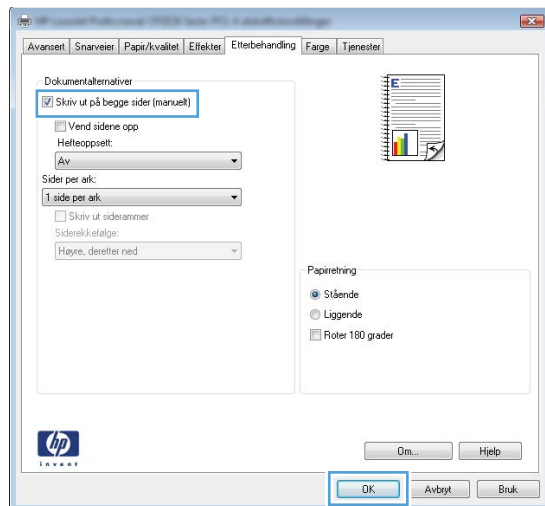 Avansert Snarveier Papir/kvalitet Effekter Etterbehandling Farge Tjenester
Dokumentalternativer
Skriv ut på begge sider (manuelt)
Vend sidene opp
Hefteoppsett:
Av
Sider per ark:
1 side per ark
Skriv ut siderammer
Siderekkefølge:
Høyre, deretter ned
E
Papirretning
Stående
Liggende
Roter 180 grader
hp
invent
Om... Hjelp
OK Avbryt Bruk